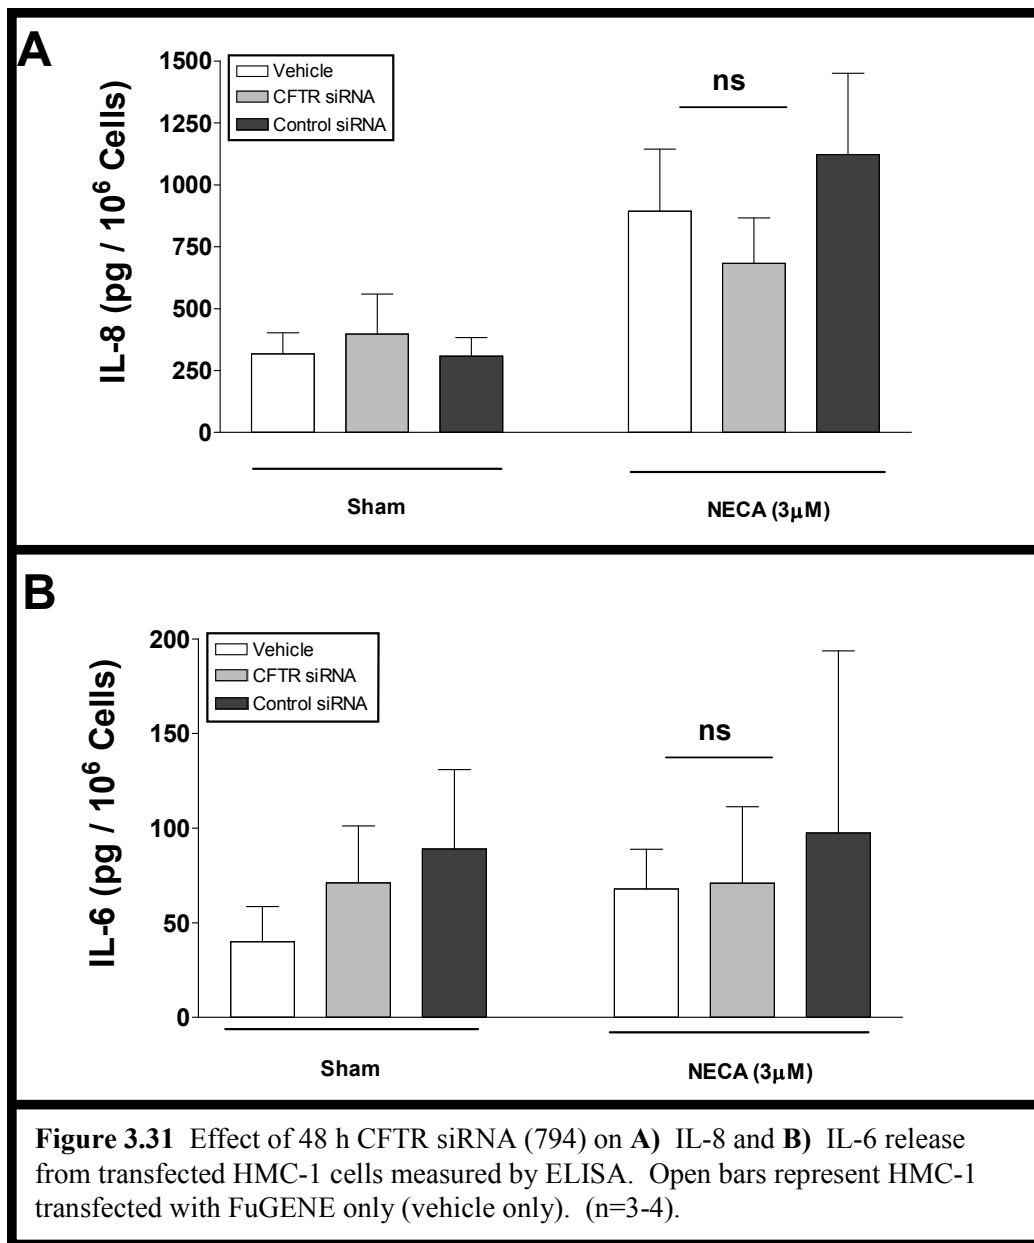 A
1500
1250
1000
750
500
250
0
IL-8 (pg / 10⁶ Cells)
Vehicle
CFTR siRNA
Control siRNA
ns
Sham
NECA (3µM)
B
200
150
100
50
0
IL-6 (pg / 10⁶ Cells)
Vehicle
CFTR siRNA
Control siRNA
ns
Sham
NECA (3µM)
Figure 3.31 Effect of 48 h CFTR siRNA (794) on A) IL-8 and B) IL-6 release
from transfected HMC-1 cells measured by ELISA. Open bars represent HMC-1
transfected with FuGENE only (vehicle only). (n=3-4).